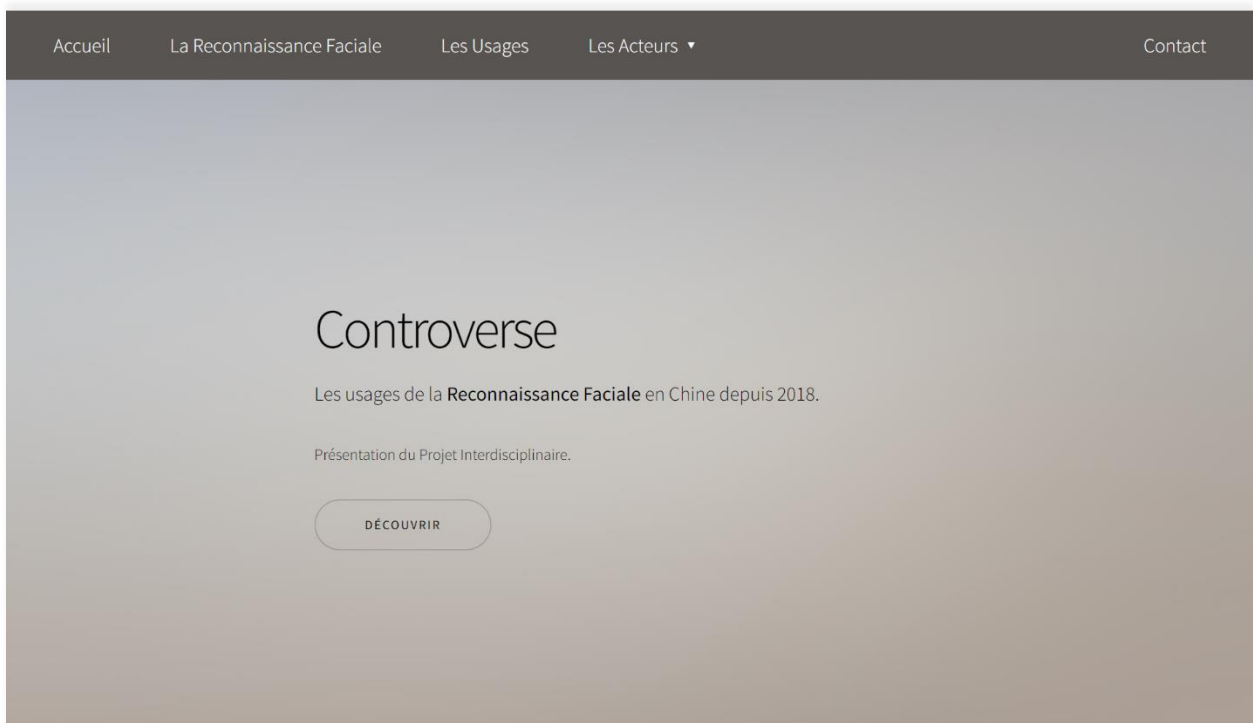 Accueil La Reconnaissance Faciale Les Usages Les Acteurs ▼ Contact
Controverse
Les usages de la Reconnaissance Faciale en Chine depuis 2018.
Présentation du Projet Interdisciplinaire.
DÉCOUVRIR